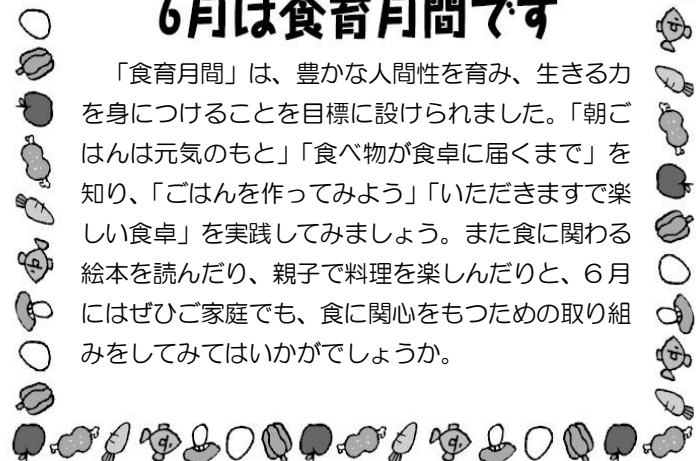 6月は食育月間です
「食育月間」は、豊かな人間性を育み、生きる力
を身につけることを目標に設けられました。「朝ご
はんは元気のもと」「食べ物が食卓に届くまで」を
知り、「ごはんを作ってみよう」「いただきますで楽
しい食卓」を実践してみましょう。また食に関わる
絵本を読んだり、親子で料理を楽しんだりと、６月
にはぜひご家庭でも、食に関心をもつための取り組
みをしてみてはいかがでしょうか。